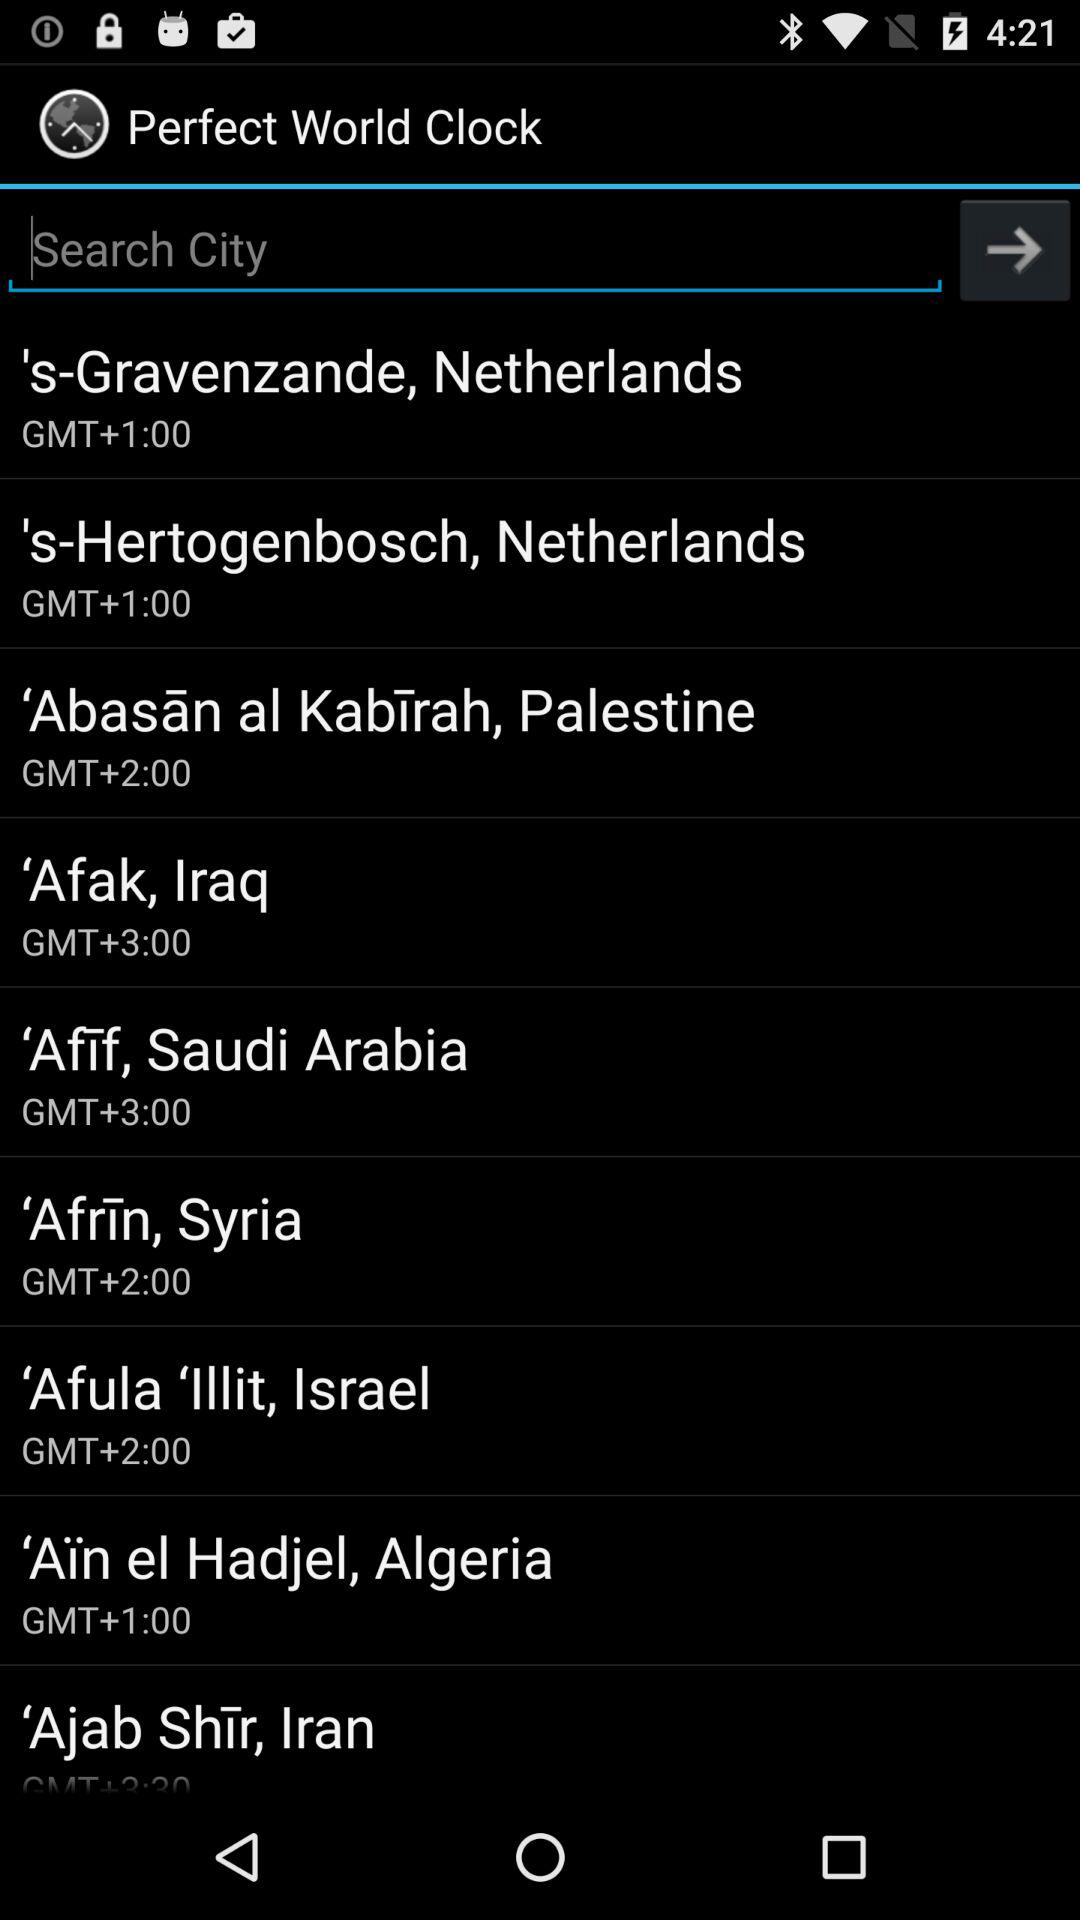 4:21
Perfect World Clock
Search City
's-Gravenzande, Netherlands
GMT+1:00
's-Hertogenbosch, Netherlands
GMT+1:00
‘Abasān al Kabīrah, Palestine
GMT+2:00
‘Afak, Iraq
GMT+3:00
‘Afīf, Saudi Arabia
GMT+3:00
‘Afrīn, Syria
GMT+2:00
‘Afula ‘Illit, Israel
GMT+2:00
‘Aïn el Hadjel, Algeria
GMT+1:00
‘Ajab Shīr, Iran
GMT+3:30